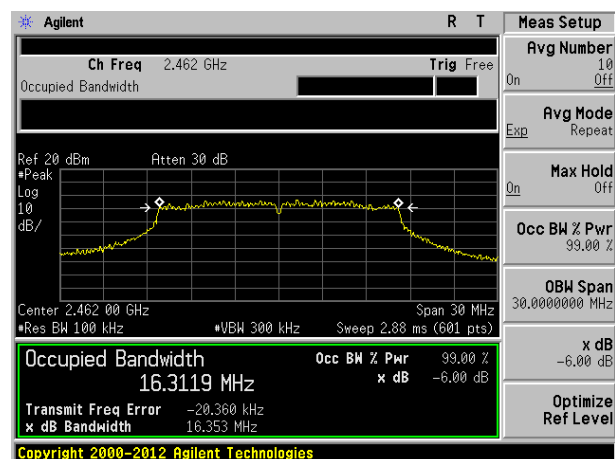 Agilent R T Meas Setup
Ch Freq 2.462 GHz Trig Free
Occupied Bandwidth
Avg Number
10
On Off
Avg Mode
Exp Repeat
Max Hold
On Off
Occ BW % Pwr
99.00 %
OBW Span
30.0000000 MHz
x dB
-6.00 dB
Optimize
Ref Level
Ref 20 dBm Atten 30 dB
#Peak
Log
10
dB/
Center 2.462 00 GHz Span 30 MHz
#Res BW 100 kHz #VBW 300 kHz Sweep 2.88 ms (601 pts)
Occupied Bandwidth Occ BW % Pwr 99.00 %
16.3119 MHz x dB -6.00 dB
Transmit Freq Error -20.360 kHz
x dB Bandwidth 16.353 MHz
Copyright 2000-2012 Agilent Technologies